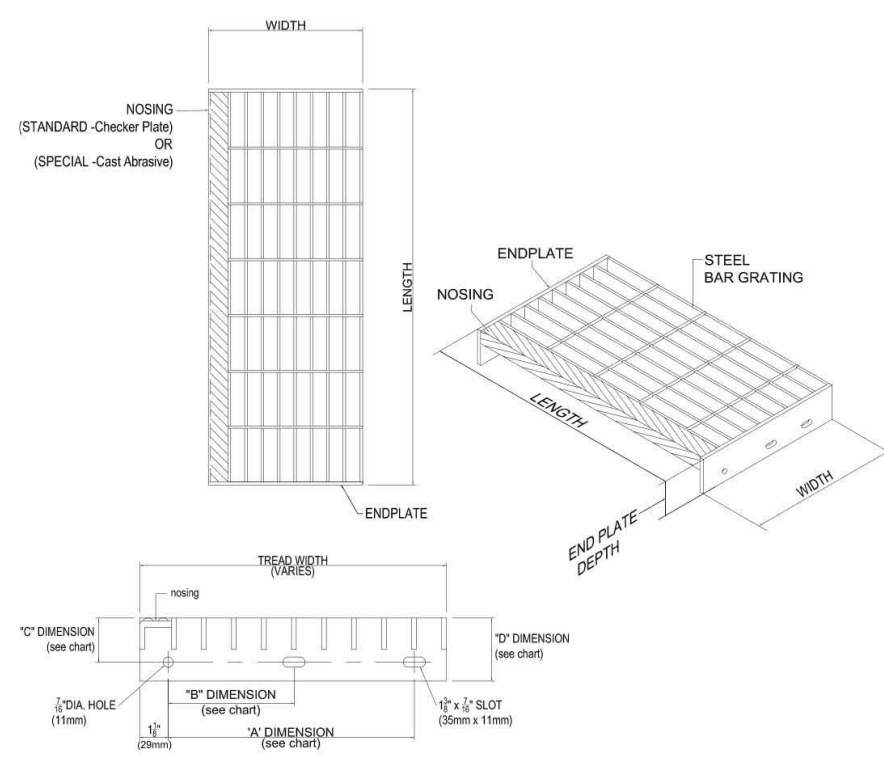 WIDTH
NOSING
(STANDARD -Checker Plate)
OR
(SPECIAL -Cast Abrasive)
LENGTH
ENDPLATE
ENDPLATE
STEEL
BAR GRATING
NOSING
LENGTH
WIDTH
END PLATE
DEPTH
TREAD WIDTH
(VARIES)
nosing
"C" DIMENSION
(see chart)
"D" DIMENSION
(see chart)
7/16"DIA. HOLE
(11mm)
"B" DIMENSION
(see chart)
1 3/8" x 7/16" SLOT
(35mm x 11mm)
1 1/8"
(29mm)
'A' DIMENSION
(see chart)